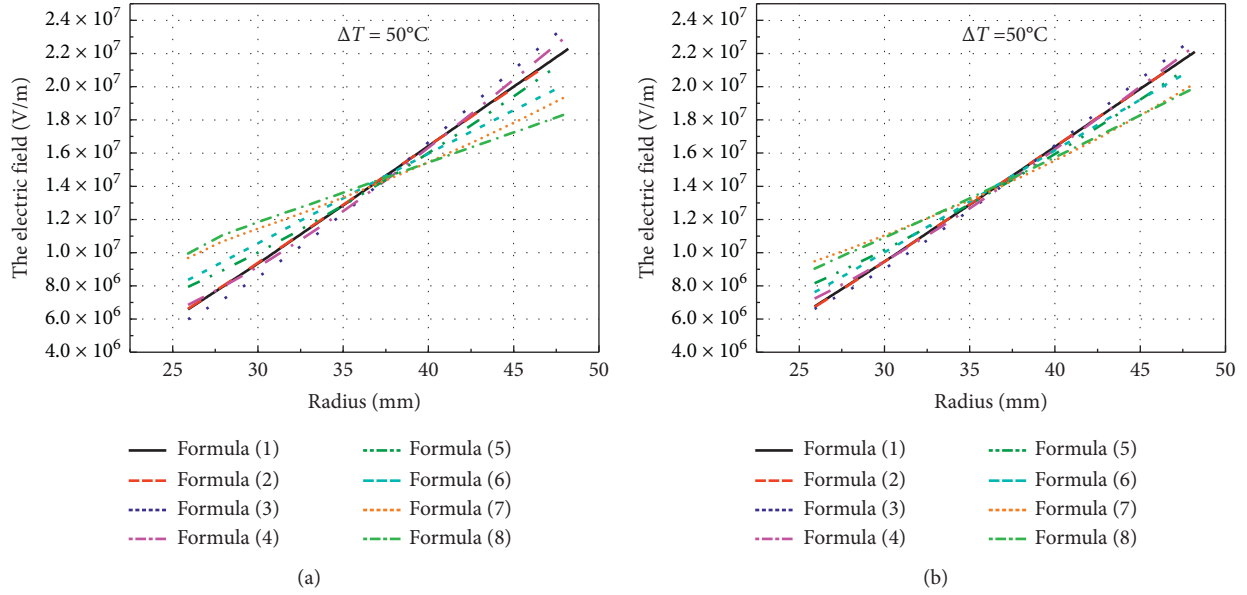 2.4 × 10⁷
2.2 × 10⁷
2.0 × 10⁷
1.8 × 10⁷
1.6 × 10⁷
1.4 × 10⁷
1.2 × 10⁷
1.0 × 10⁷
8.0 × 10⁶
6.0 × 10⁶
4.0 × 10⁶
The electric field (V/m)
ΔT = 50°C
25 30 35 40 45 50
Radius (mm)
Formula (1) Formula (5)
Formula (2) Formula (6)
Formula (3) Formula (7)
Formula (4) Formula (8)
(a)
2.4 × 10⁷
2.2 × 10⁷
2.0 × 10⁷
1.8 × 10⁷
1.6 × 10⁷
1.4 × 10⁷
1.2 × 10⁷
1.0 × 10⁷
8.0 × 10⁶
6.0 × 10⁶
4.0 × 10⁶
The electric field (V/m)
ΔT = 50°C
25 30 35 40 45 50
Radius (mm)
Formula (1) Formula (5)
Formula (2) Formula (6)
Formula (3) Formula (7)
Formula (4) Formula (8)
(b)